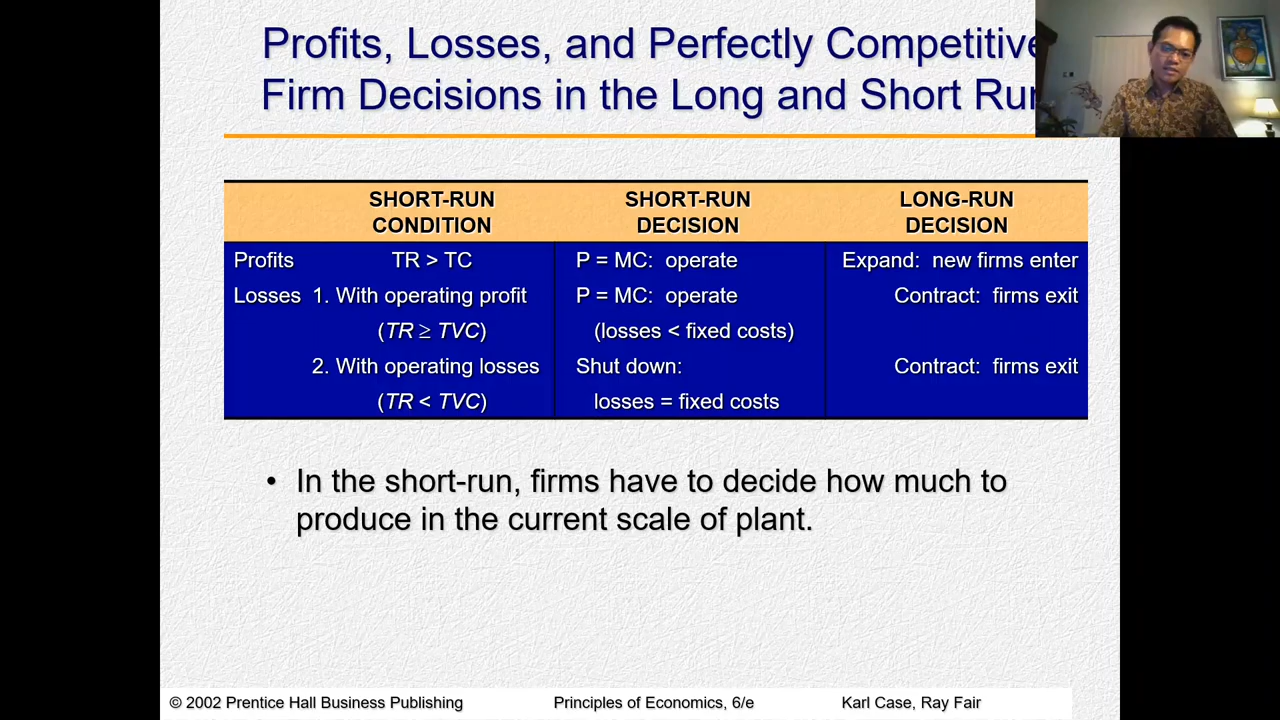 Profits, Losses, and Perfectly Competitive
Firm Decisions in the Long and Short Run
SHORT-RUN CONDITION SHORT-RUN DECISION LONG-RUN DECISION
Profits TR > TC P = MC: operate Expand: new firms enter
Losses 1. With operating profit P = MC: operate Contract: firms exit
(TR ≥ TVC) (losses < fixed costs)
2. With operating losses Shut down: Contract: firms exit
(TR < TVC) losses = fixed costs
• In the short-run, firms have to decide how much to
produce in the current scale of plant.
© 2002 Prentice Hall Business Publishing Principles of Economics, 6/e Karl Case, Ray Fair